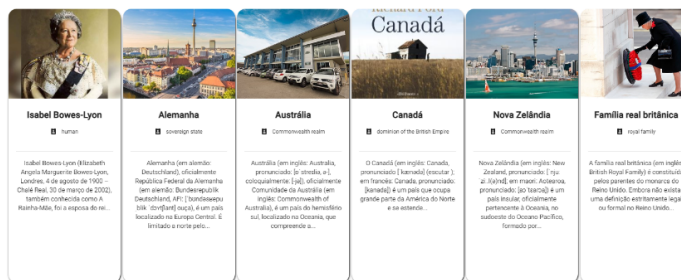 Richard Ford
Canadá
Isabel Bowes-Lyon
human
Isabel Bowes-Lyon (Elizabeth
Angela Marguerite Bowes-Lyon,
Londres, 4 de agosto de 1900 –
Chalé Real, 30 de março de 2002),
também conhecida como A
Rainha-Mãe, foi a esposa do rei...
Alemanha
sovereign state
Alemanha (em alemão:
Deutschland), oficialmente
República Federal da Alemanha
(em alemão: Bundesrepublik
Deutschland, AFI:
ouça), é um país
localizado na Europa Central. É
limitado a norte pelo...
Austrália
Commonwealth realm
Austrália (em inglês: Australia,
pronunciado:
coloquialmente:
oficialmente
Comunidade da Austrália (em
inglês: Commonwealth of
Australia), é um país do hemisfério
sul, localizado na Oceania, que
compreende a...
Canadá
dominion of the British Empire
O Canadá (em inglês: Canada,
pronunciado:
(escutar);
em francês: Canada, pronunciado:
[kanadɑ]) é um país que ocupa
grande parte da América do Norte
e se estende...
Nova Zelândia
Commonwealth realm
Nova Zelândia (em inglês: New
Zealand, pronunciado:
em maori: Aotearoa,
pronunciado:
é um
país insular, oficialmente
pertencente à Oceania, no
sudoeste do Oceano Pacífico,
formado por...
Família real britânica
royal family
A família real britânica (em inglês:
British Royal Family) é constituída
pelos parentes do monarca do
Reino Unido. Embora não exista
uma definição estritamente legal
ou formal no Reino Unido...